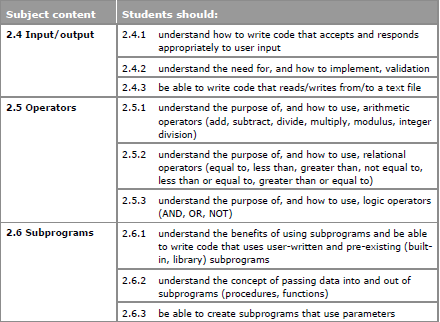 Subject content Students should:
2.4 Input/output 2.4.1 understand how to write code that accepts and responds
appropriately to user input
2.4.2 understand the need for, and how to implement, validation
2.4.3 be able to write code that reads/writes from/to a text file
2.5 Operators 2.5.1 understand the purpose of, and how to use, arithmetic
operators (add, subtract, divide, multiply, modulus, integer
division)
2.5.2 understand the purpose of, and how to use, relational
operators (equal to, less than, greater than, not equal to,
less than or equal to, greater than or equal to)
2.5.3 understand the purpose of, and how to use, logic operators
(AND, OR, NOT)
2.6 Subprograms 2.6.1 understand the benefits of using subprograms and be able
to write code that uses user-written and pre-existing (built-
in, library) subprograms
2.6.2 understand the concept of passing data into and out of
subprograms (procedures, functions)
2.6.3 be able to create subprograms that use parameters